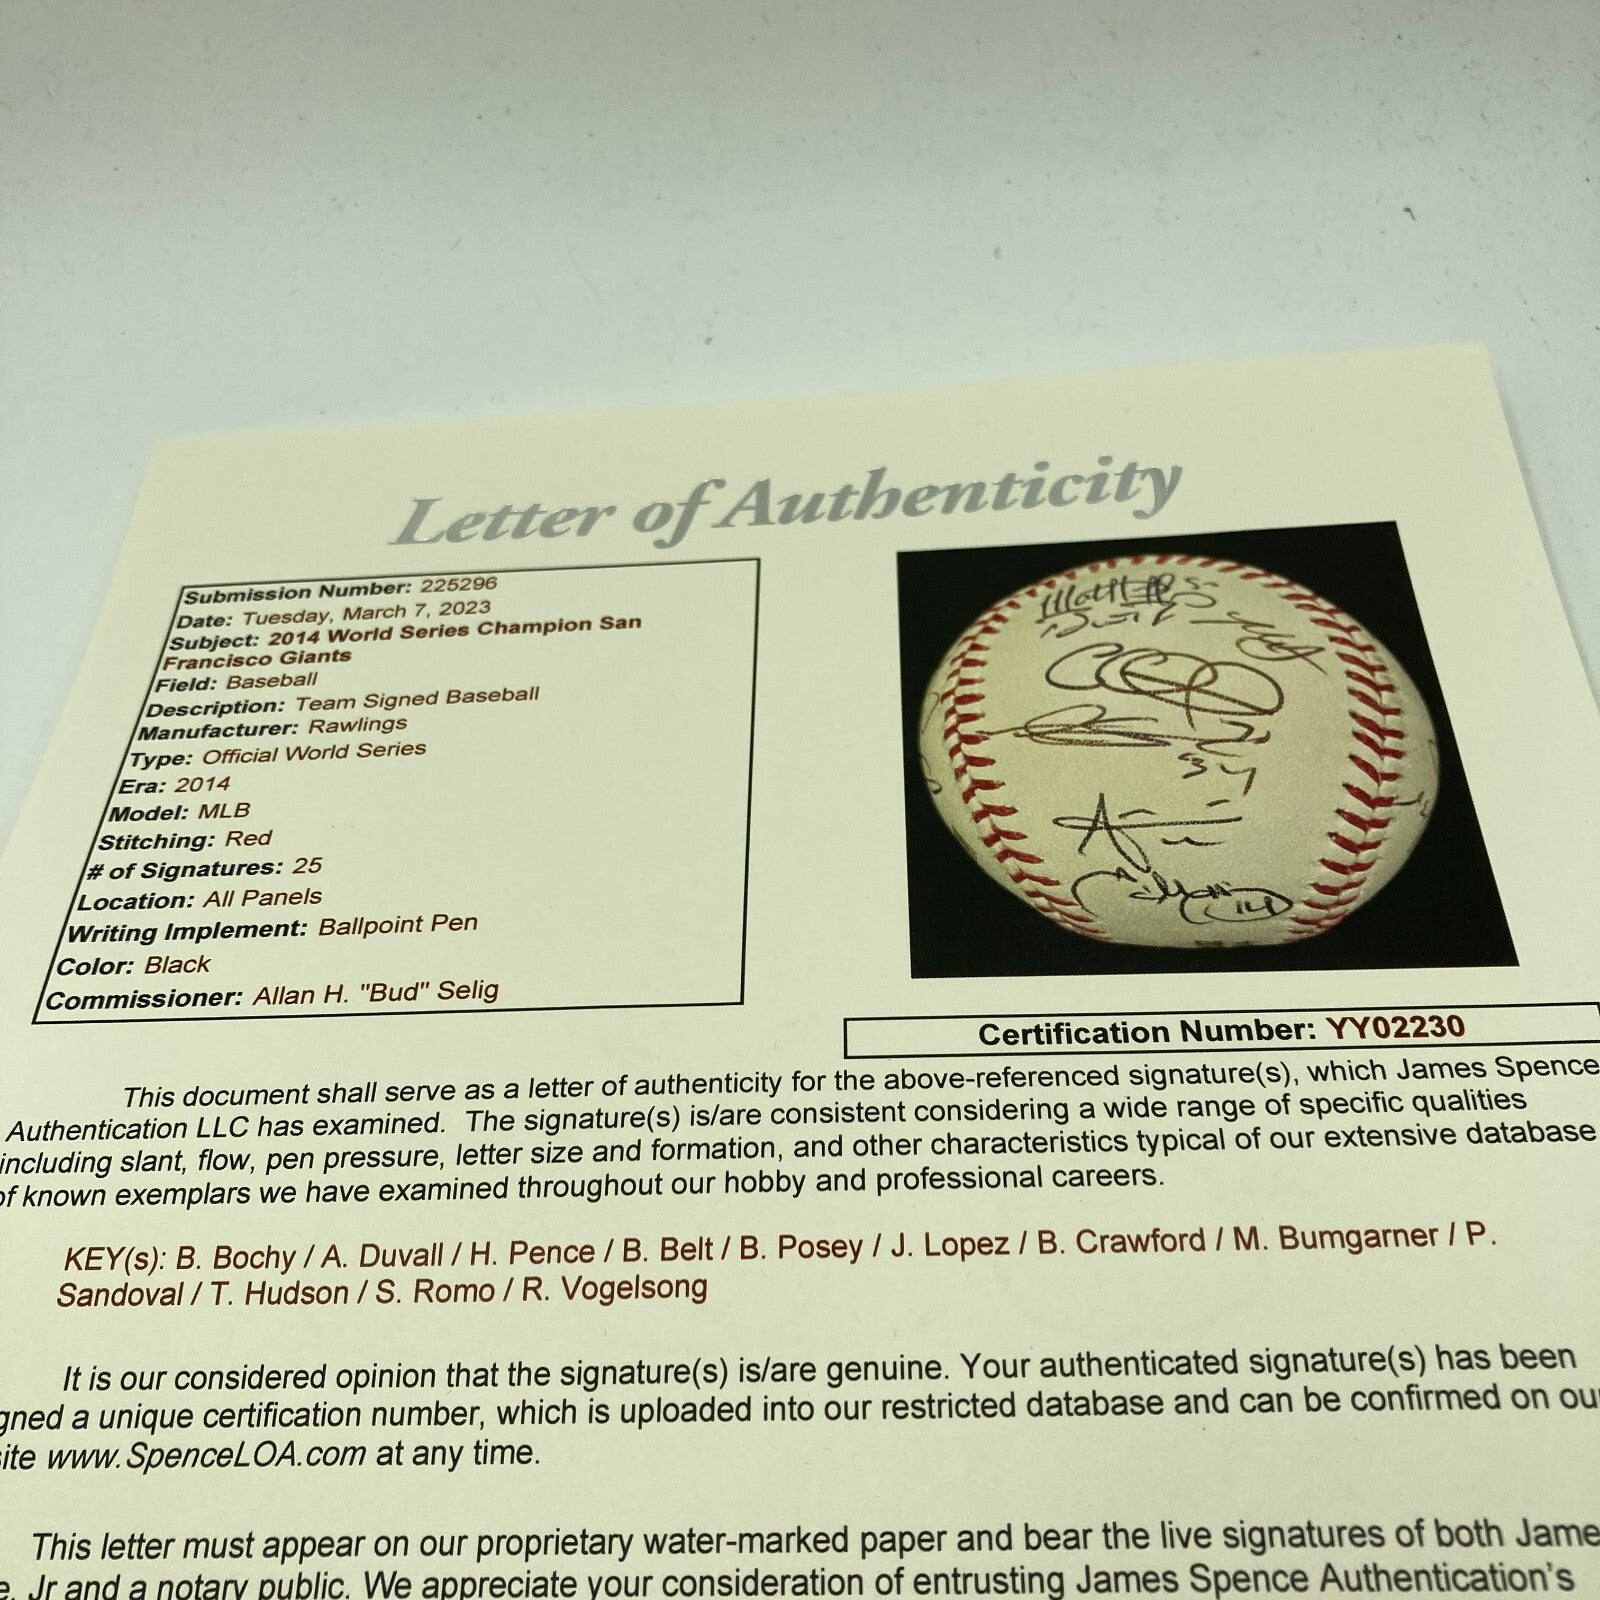 Letter of Authenticity
Submission Number: 225296
Date: Tuesday, March 7, 2023
Subject: 2014 World Series Champion San
Francisco Giants
Field: Baseball
Description: Team Signed Baseball
Manufacturer: Rawlings
Type: Official World Series
Era: 2014
Model: MLB
Stitching: Red
# of Signatures: 25
Location: All Panels
Writing Implement: Ballpoint Pen
Color: Black
Commissioner: Allan H. "Bud" Selig
34
Certification Number: YY02230
This document shall serve as a letter of authenticity for the above-referenced signature(s), which James Spence
Authentication LLC has examined. The signature(s) is/are consistent considering a wide range of specific qualities
including slant, flow, pen pressure, letter size and formation, and other characteristics typical of our extensive database
of known exemplars we have examined throughout our hobby and professional careers.
KEY(s): B. Bochy / A. Duvall / H. Pence / B. Belt / B. Posey / J. Lopez / B. Crawford / M. Bumgarner / P.
Sandoval / T. Hudson / S. Romo / R. Vogelsong
It is our considered opinion that the signature(s) is/are genuine. Your authenticated signature(s) has been
gned a unique certification number, which is uploaded into our restricted database and can be confirmed on ou
site www.SpenceLOA.com at any time.
This letter must appear on our proprietary water-marked paper and bear the live signatures of both Jame
e, Jr and a notary public. We appreciate your consideration of entrusting James Spence Authentication's